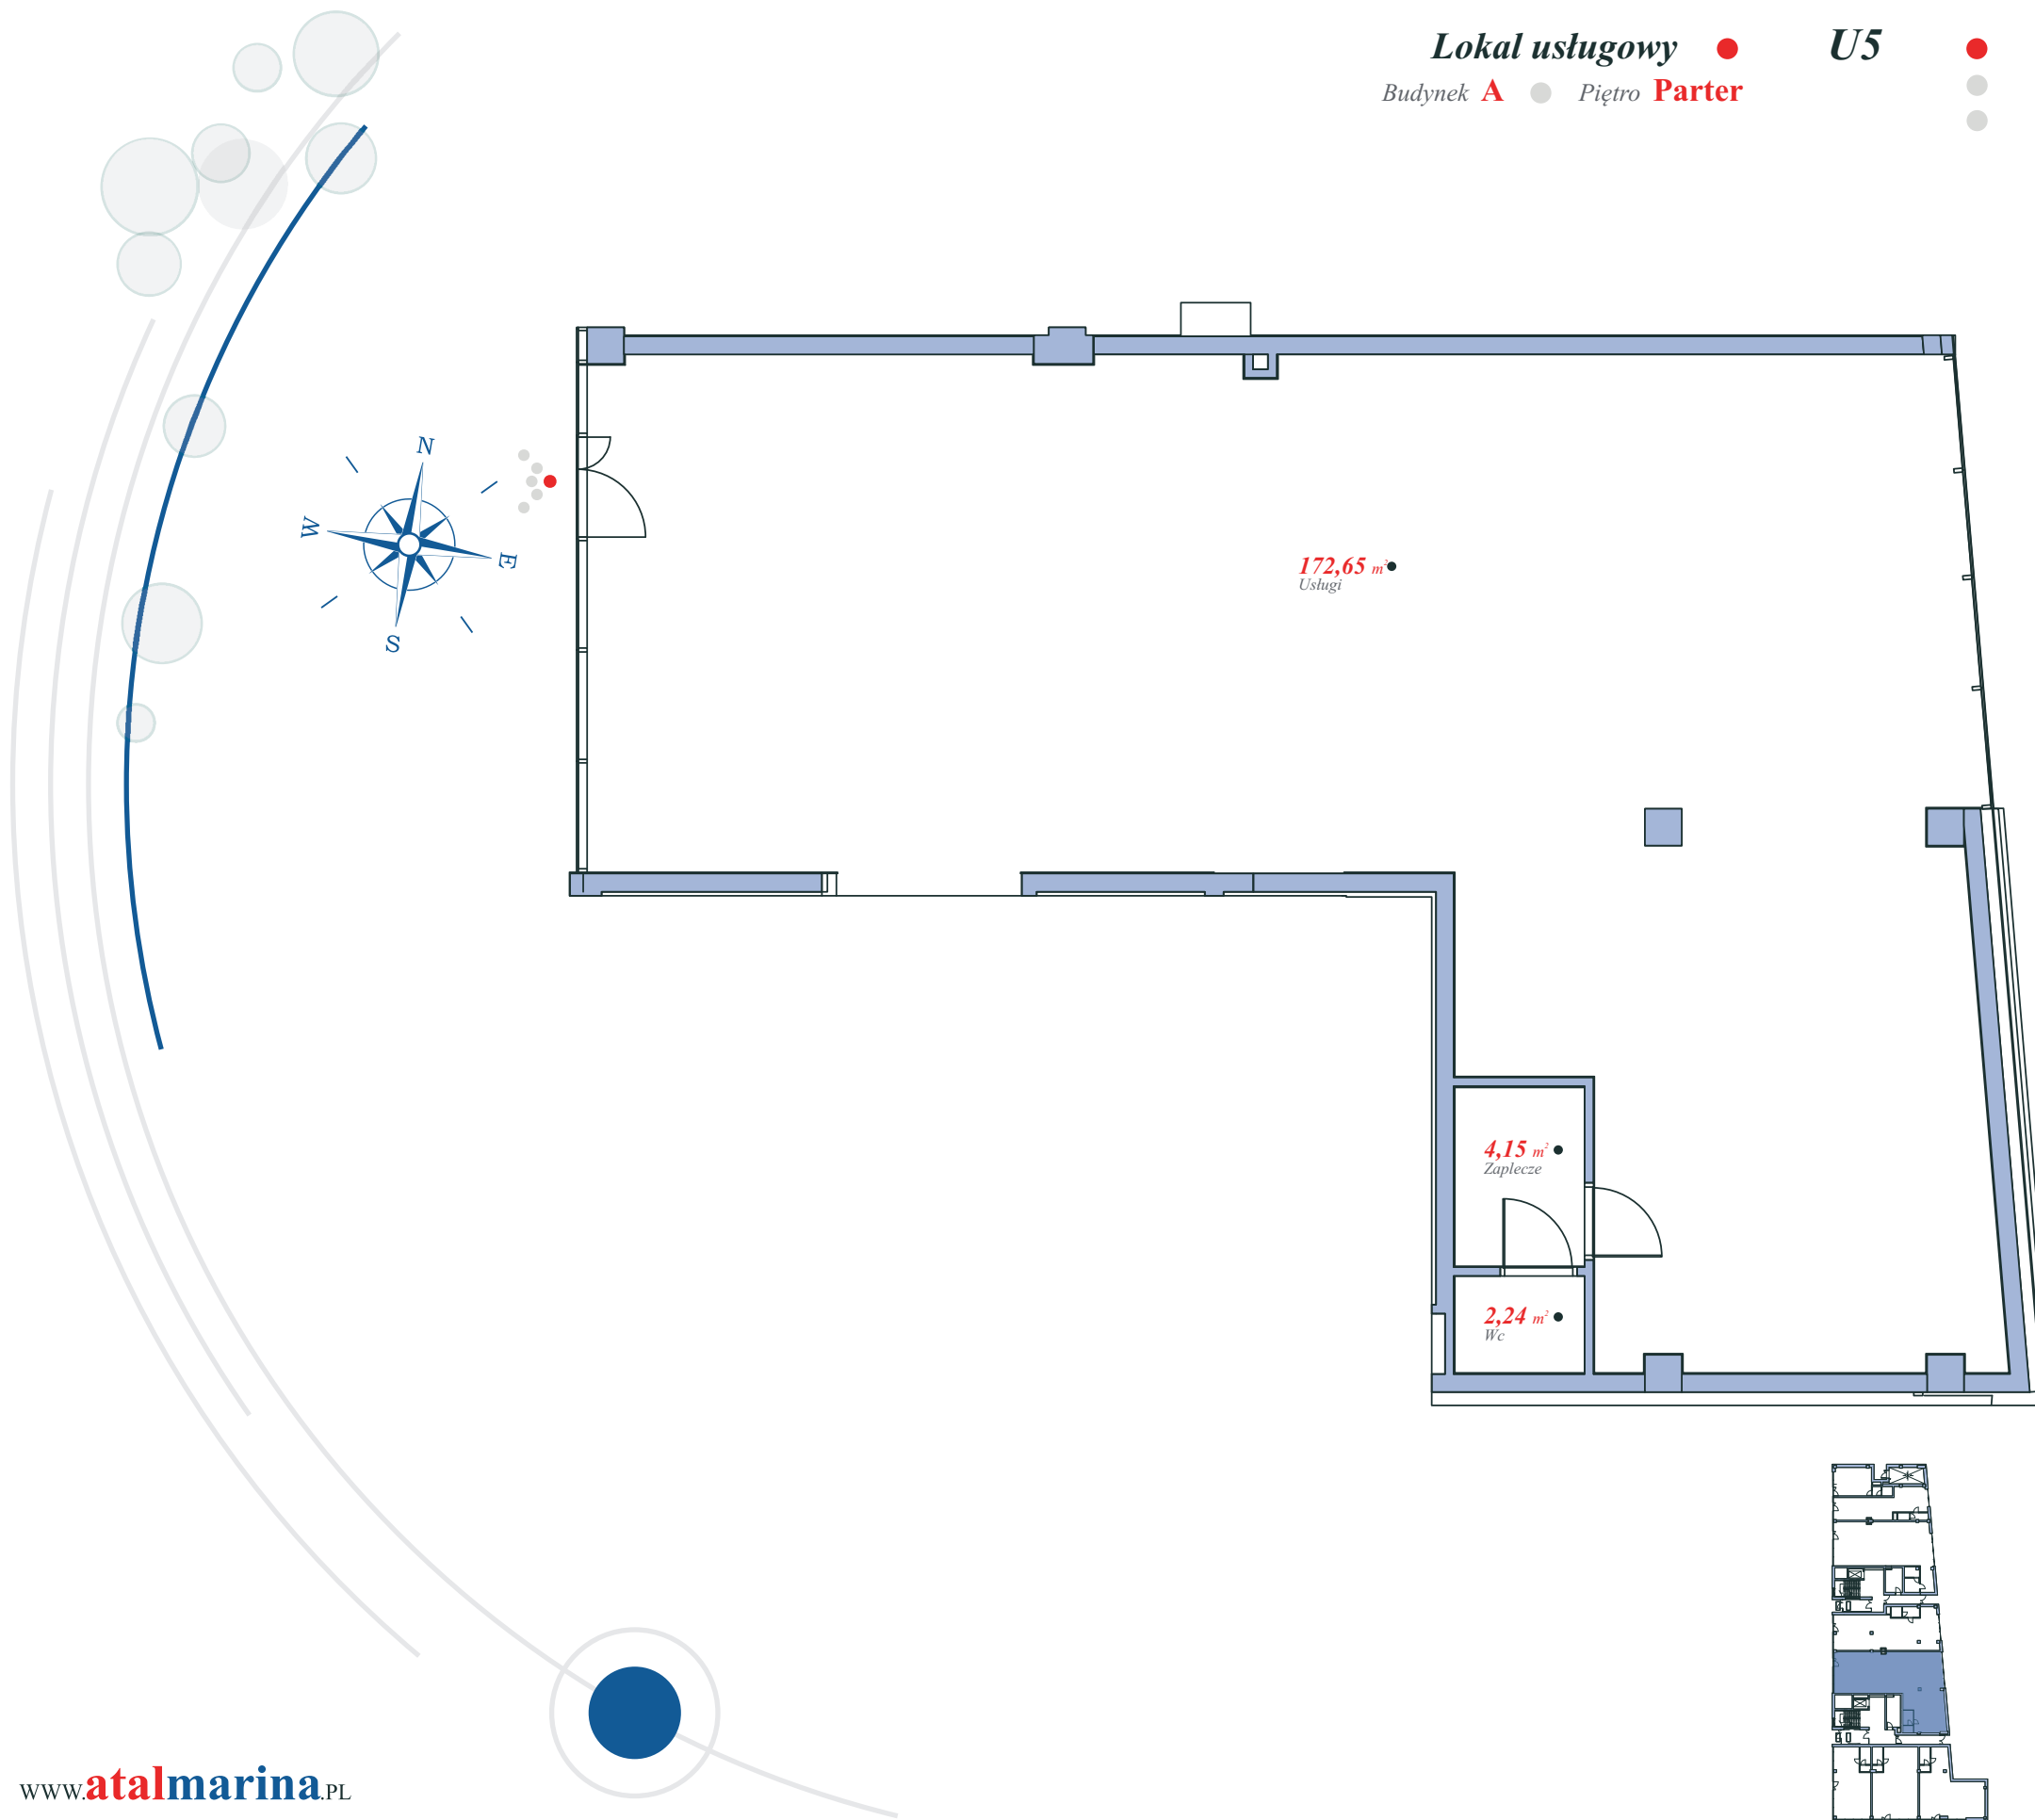 Lokal usługowy U5
Budynek A Piętro Parter
N
W
E
S
172,65 m²
Usługi
4,15 m²
Zaplecze
2,24 m²
Wc
www.atalmarina.PL